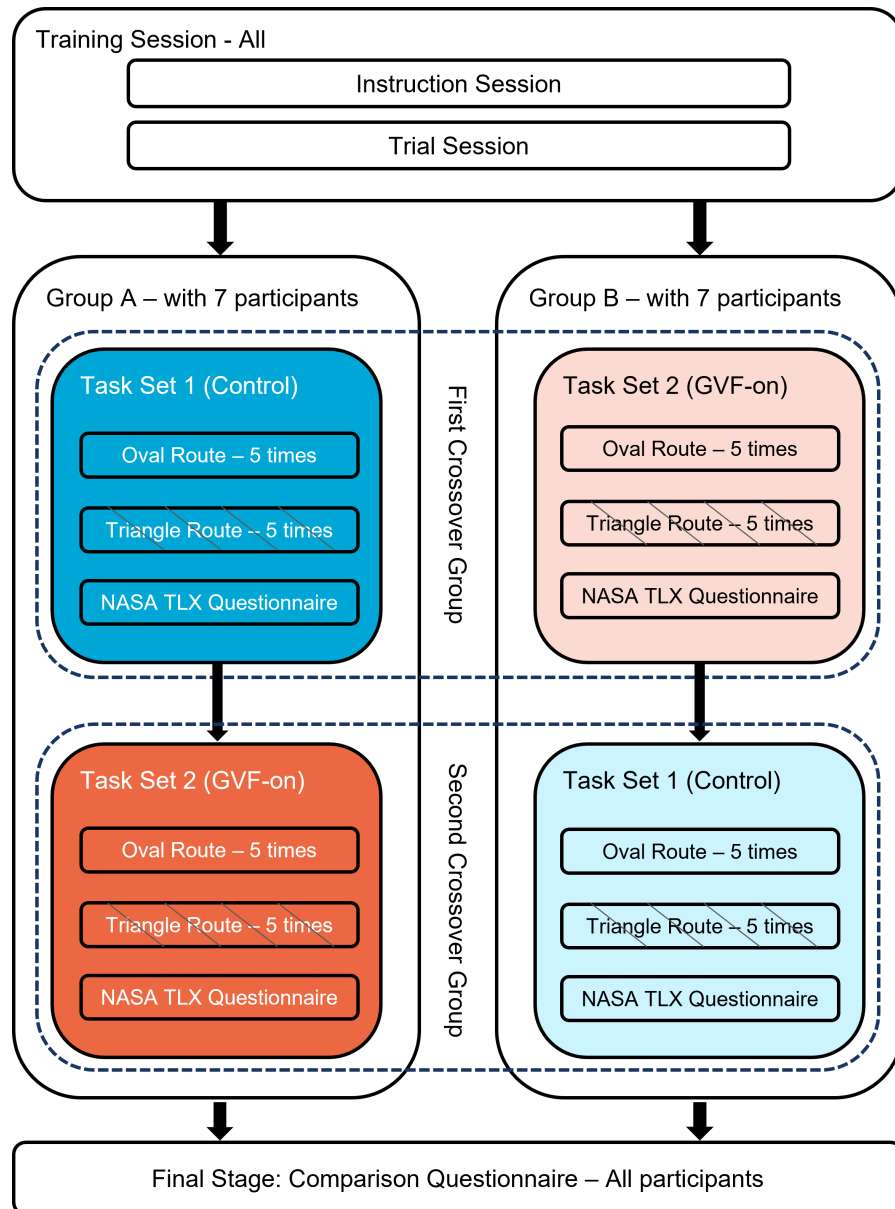 Training Session - All
Instruction Session
Trial Session
Group A – with 7 participants
Group B – with 7 participants
Task Set 1 (Control)
Oval Route – 5 times
Triangle Route – 5 times
NASA TLX Questionnaire
First Crossover Group
Task Set 2 (GVF-on)
Oval Route – 5 times
Triangle Route – 5 times
NASA TLX Questionnaire
Task Set 2 (GVF-on)
Oval Route – 5 times
Triangle Route – 5 times
NASA TLX Questionnaire
Second Crossover Group
Task Set 1 (Control)
Oval Route – 5 times
Triangle Route – 5 times
NASA TLX Questionnaire
Final Stage: Comparison Questionnaire – All participants